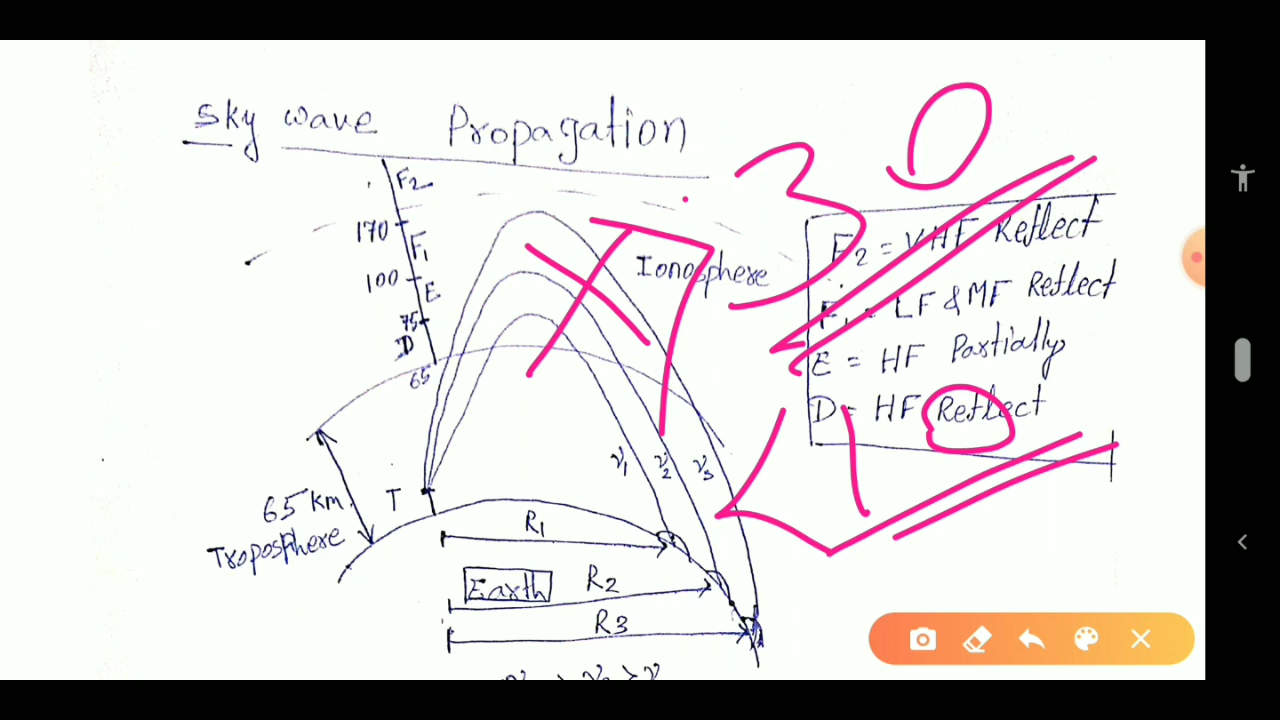 Sky wave Propagation
F2
170
F1
100
E
75
D
65
Ionosphere
F2 = VHF Reflect
F1 = LF & MF Reflect
E = HF Partially
D = HF Reflect
65 km
Troposphere
T
ν1 ν2 ν3
R1
Earth
R2
R3